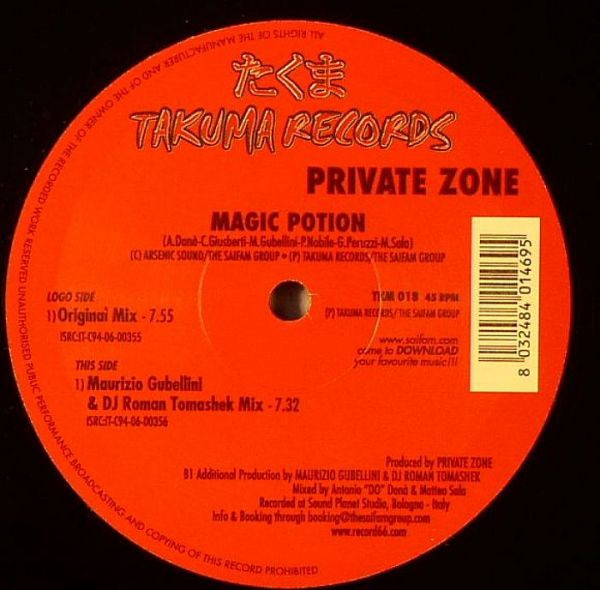 たくま
TAKUMA RECORDS
PRIVATE ZONE
MAGIC POTION
(A.Donà-C.Giusberti-M.Gubellini-P.Nobile-G.Peruzzi-M.Sala)
(C) ARSENIC SOUND/THE SAIFAM GROUP • (P) TAKUMA RECORDS/THE SAIFAM GROUP
LOGO SIDE
1) Original Mix - 7.55
ISRC:IT-C94-06-00355
TKM 018 45 RPM
(P) TAKUMA RECORDS/THE SAIFAM GROUP
www.saifam.com
come to DOWNLOAD
your favourite music!!!
8 032484 014695
THIS SIDE
1) Maurizio Gubellini
& DJ Roman Tomashek Mix - 7.32
ISRC:IT-C94-06-00356
Produced by PRIVATE ZONE
B1 Additional Production by MAURIZIO GUBELLINI & DJ ROMAN TOMASHEK
Mixed by Antonio "DO" Donà & Matteo Sala
Recorded at Sound Planet Studio, Bologna - Italy
Info & Booking through booking@thesaifamgroup.com
www.record66.com
ALL RIGHTS OF THE MANUFACTURER AND OF THE OWNER OF THE RECORDED WORK RESERVED UNAUTHORISED PUBLIC PERFORMANCE BROADCASTING AND COPYING OF THIS RECORD PROHIBITED